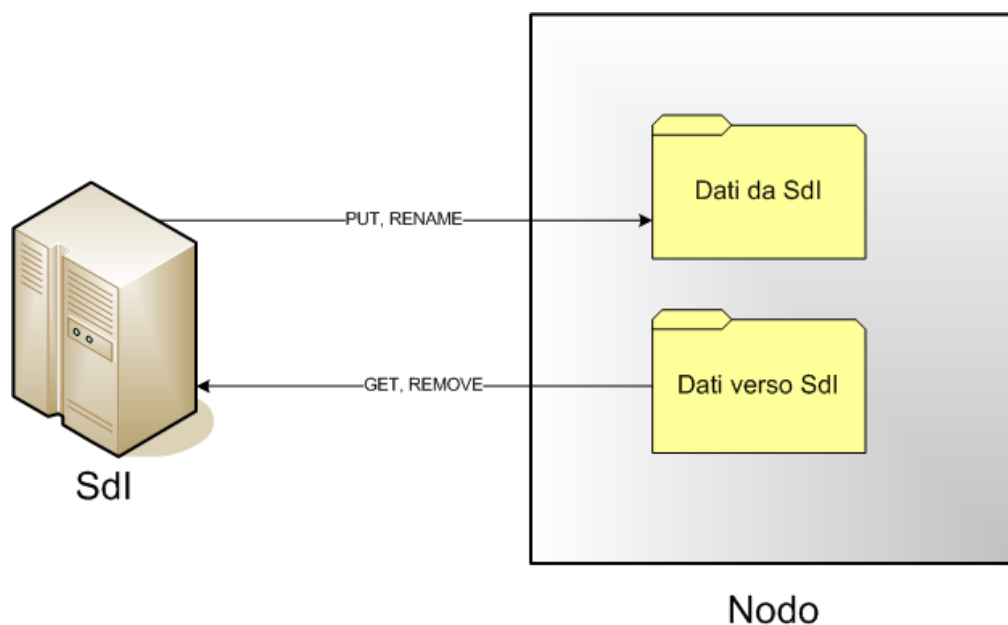 Dati da SdI
PUT, RENAME
Dati verso SdI
GET, REMOVE
SdI
Nodo